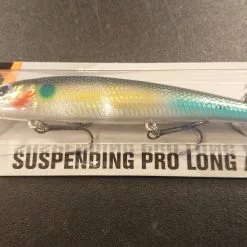 SUSPENDING PRO LONG A